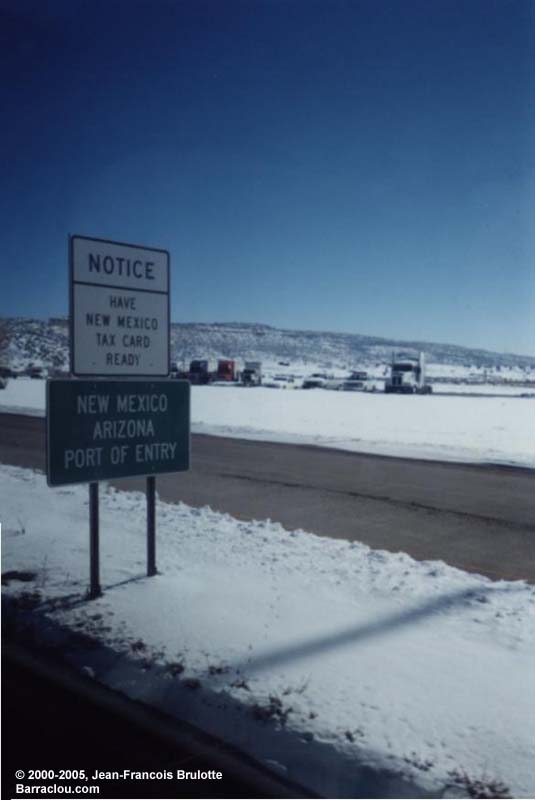 NOTICE
HAVE
NEW MEXICO
TAX CARD
READY
NEW MEXICO
ARIZONA
PORT OF ENTRY
© 2000-2005, Jean-Francois Brulotte
Barraclou.com